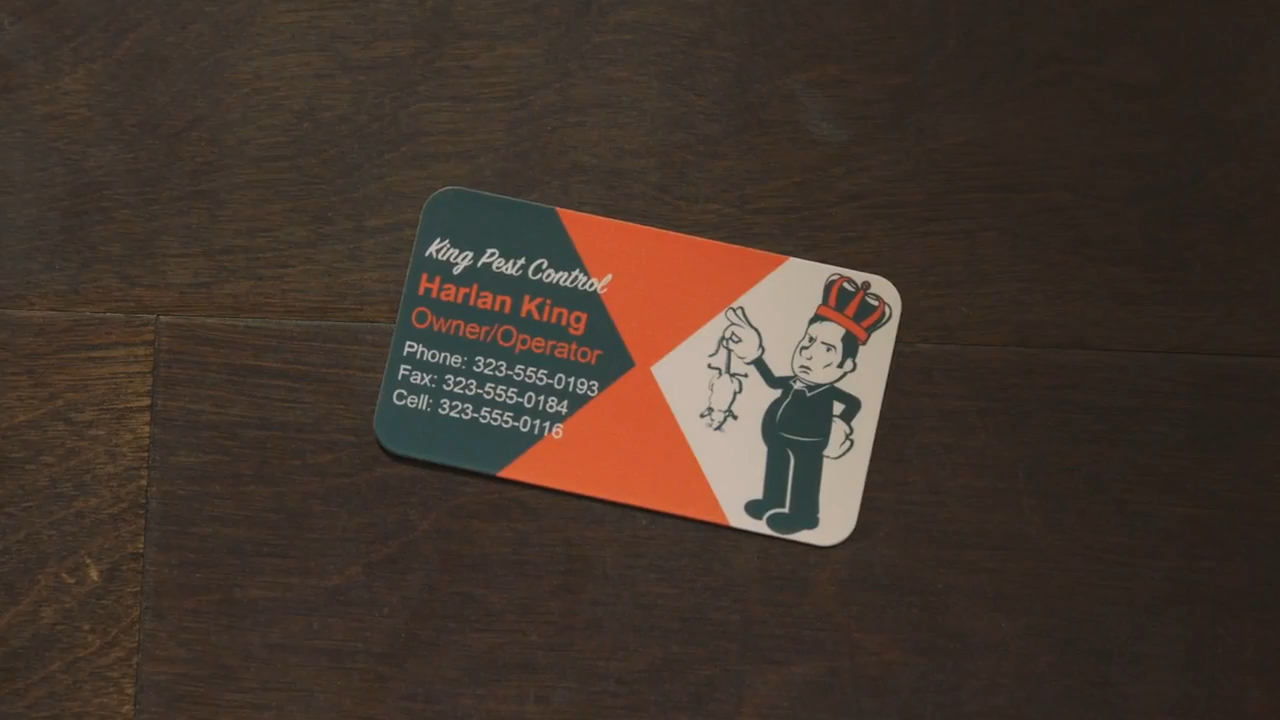 King Pest Control
Harlan King
Owner/Operator
Phone: 323-555-0193
Fax: 323-555-0184
Cell: 323-555-0116